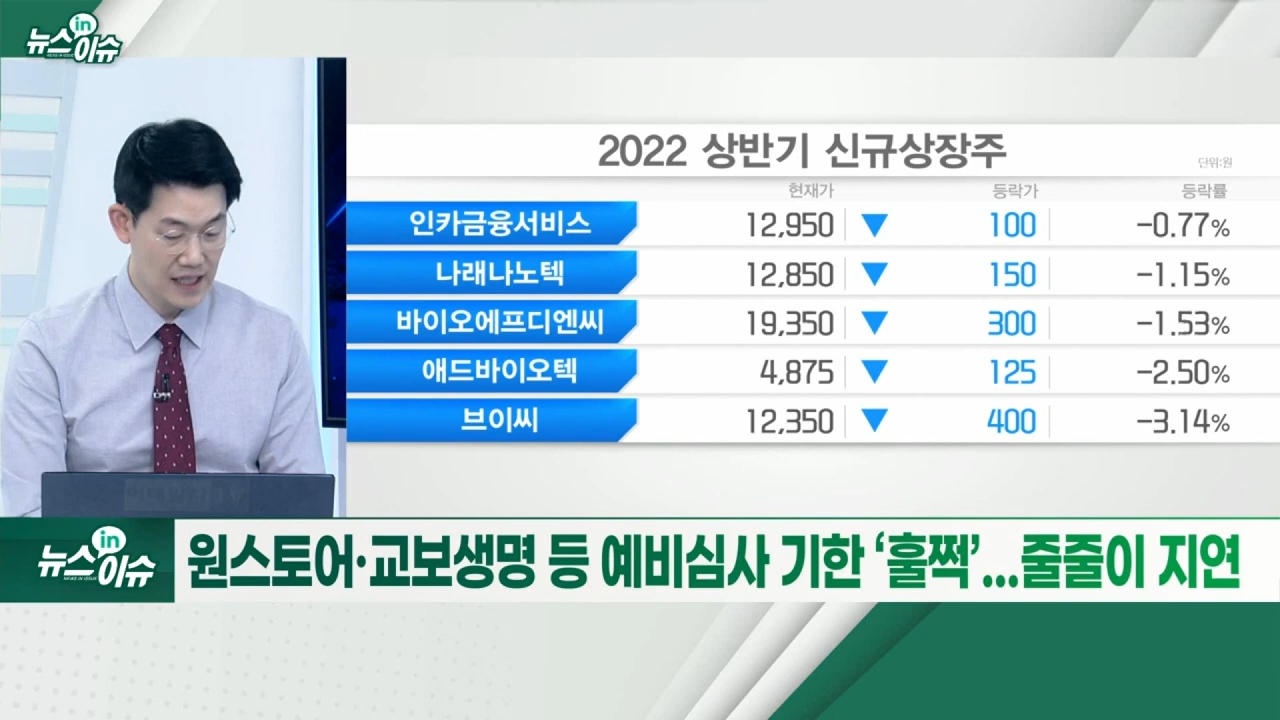 뉴스in이슈
2022 상반기 신규상장주
단위:원
현재가 등락가 등락률
인카금융서비스 12,950 ▼ 100 -0.77%
나래나노텍 12,850 ▼ 150 -1.15%
바이오에프디엔씨 19,350 ▼ 300 -1.53%
애드바이오텍 4,875 ▼ 125 -2.50%
브이씨 12,350 ▼ 400 -3.14%
뉴스in이슈
NEWS IN ISSUE
원스토어·교보생명 등 예비심사 기한 ‘훌쩍’...줄줄이 지연